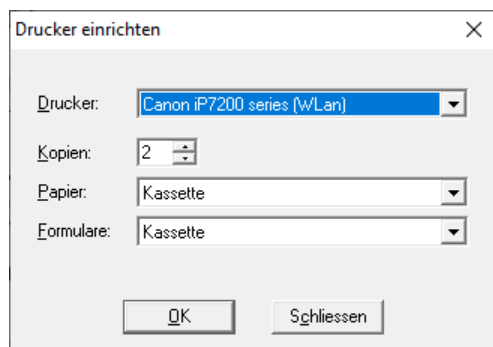 Drucker einrichten
Drucker: Canon iP7200 series (WLan)
Kopien: 2
Papier: Kassette
Formulare: Kassette
OK Schliessen